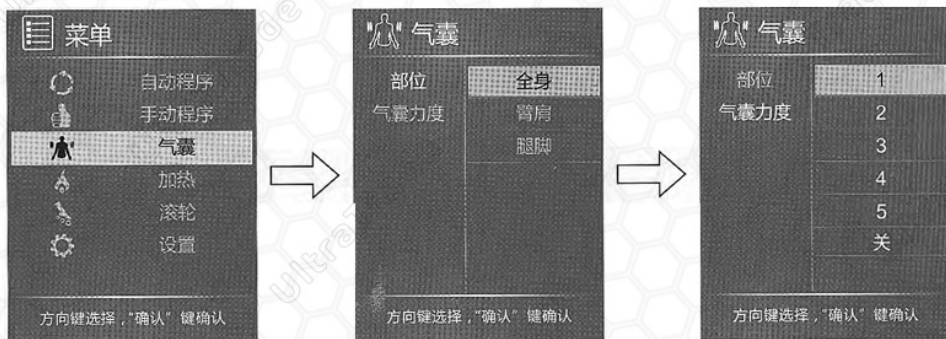 菜单
自动程序
手动程序
气囊
加热
滚轮
设置
方向键选择，“确认”键确认
气囊
部位 全身
气囊力度 臂肩
腿脚
方向键选择，“确认”键确认
气囊
部位 1
气囊力度 2
3
4
5
关
方向键选择，“确认”键确认